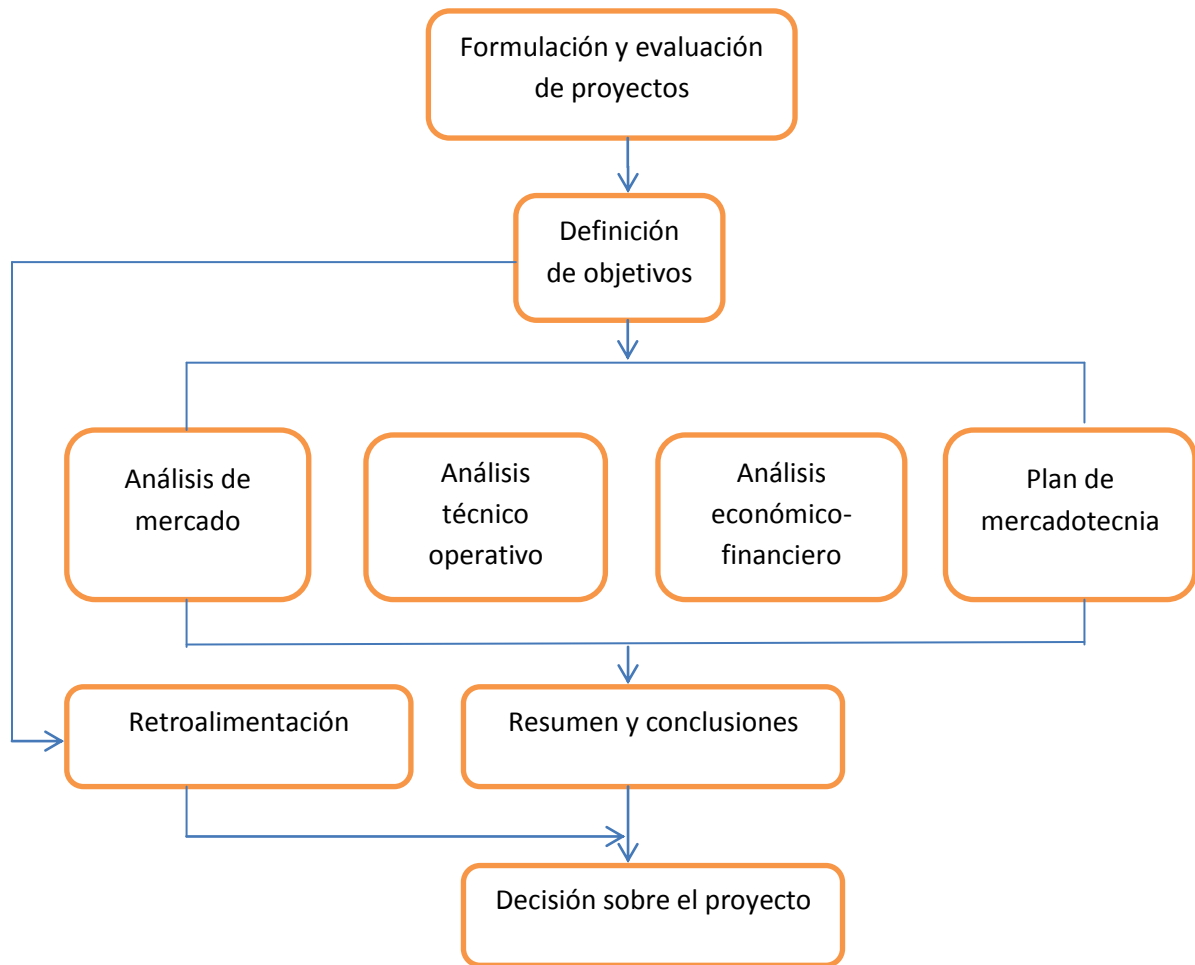 Formulación y evaluación
de proyectos
Definición
de objetivos
Análisis de
mercado
Análisis
técnico
operativo
Análisis
económico-
financiero
Plan de
mercadotecnia
Retroalimentación
Resumen y conclusiones
Decisión sobre el proyecto